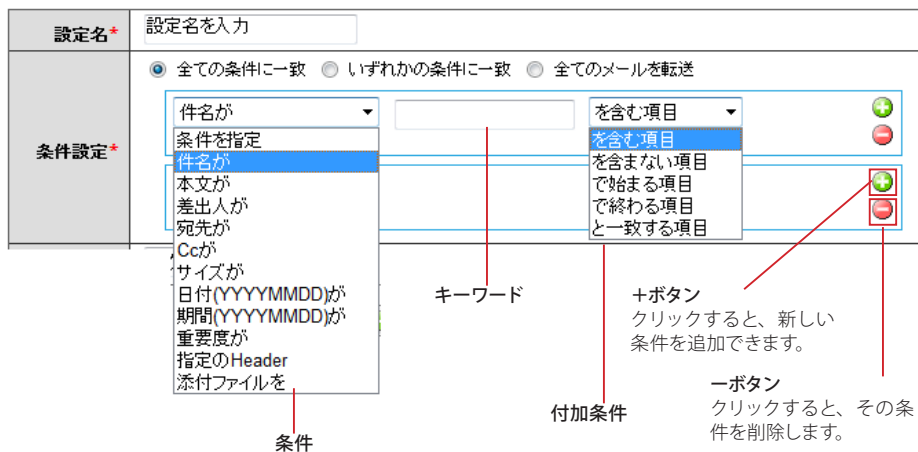 設定名*
設定名を入力
条件設定*
全ての条件に一致 いずれかの条件に一致 全てのメールを転送
件名が
を含む項目
条件を指定
件名が
本文が
差出人が
宛先が
Ccが
サイズが
日付(YYYYMMDD)が
期間(YYYYMMDD)が
重要度が
指定のHeader
添付ファイルを
を含む項目
を含まない項目
で始まる項目
で終わる項目
と一致する項目
キーワード
+ボタン
クリックすると、新しい
条件を追加できます。
ーボタン
クリックすると、その条
件を削除します。
付加条件
条件